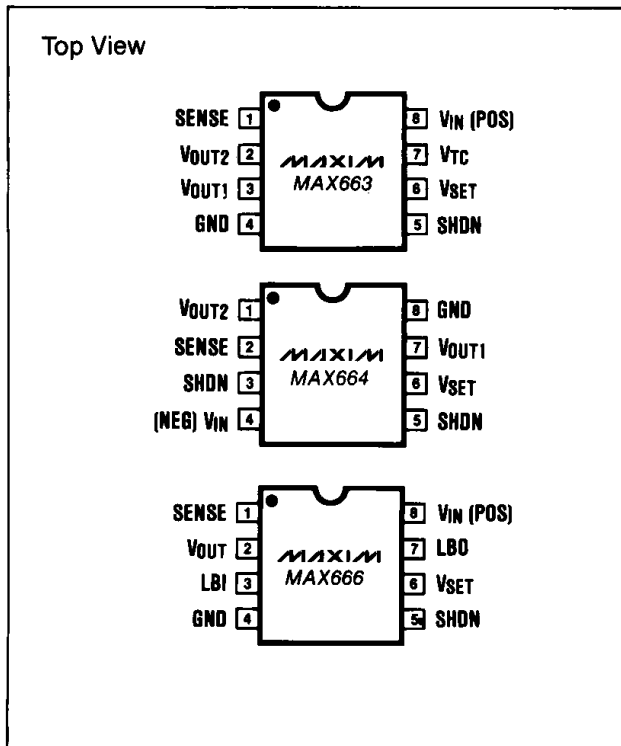 Top View
SENSE 1 MAXIM MAX663 8 VIN (POS)
VOUT2 2 7 VTC
VOUT1 3 6 VSET
GND 4 5 SHDN
VOUT2 1 MAXIM MAX664 8 GND
SENSE 2 7 VOUT1
SHDN 3 6 VSET
(NEG) VIN 4 5 SHDN
SENSE 1 MAXIM MAX666 8 VIN (POS)
VOUT 2 7 LBO
LBI 3 6 VSET
GND 4 5 SHDN